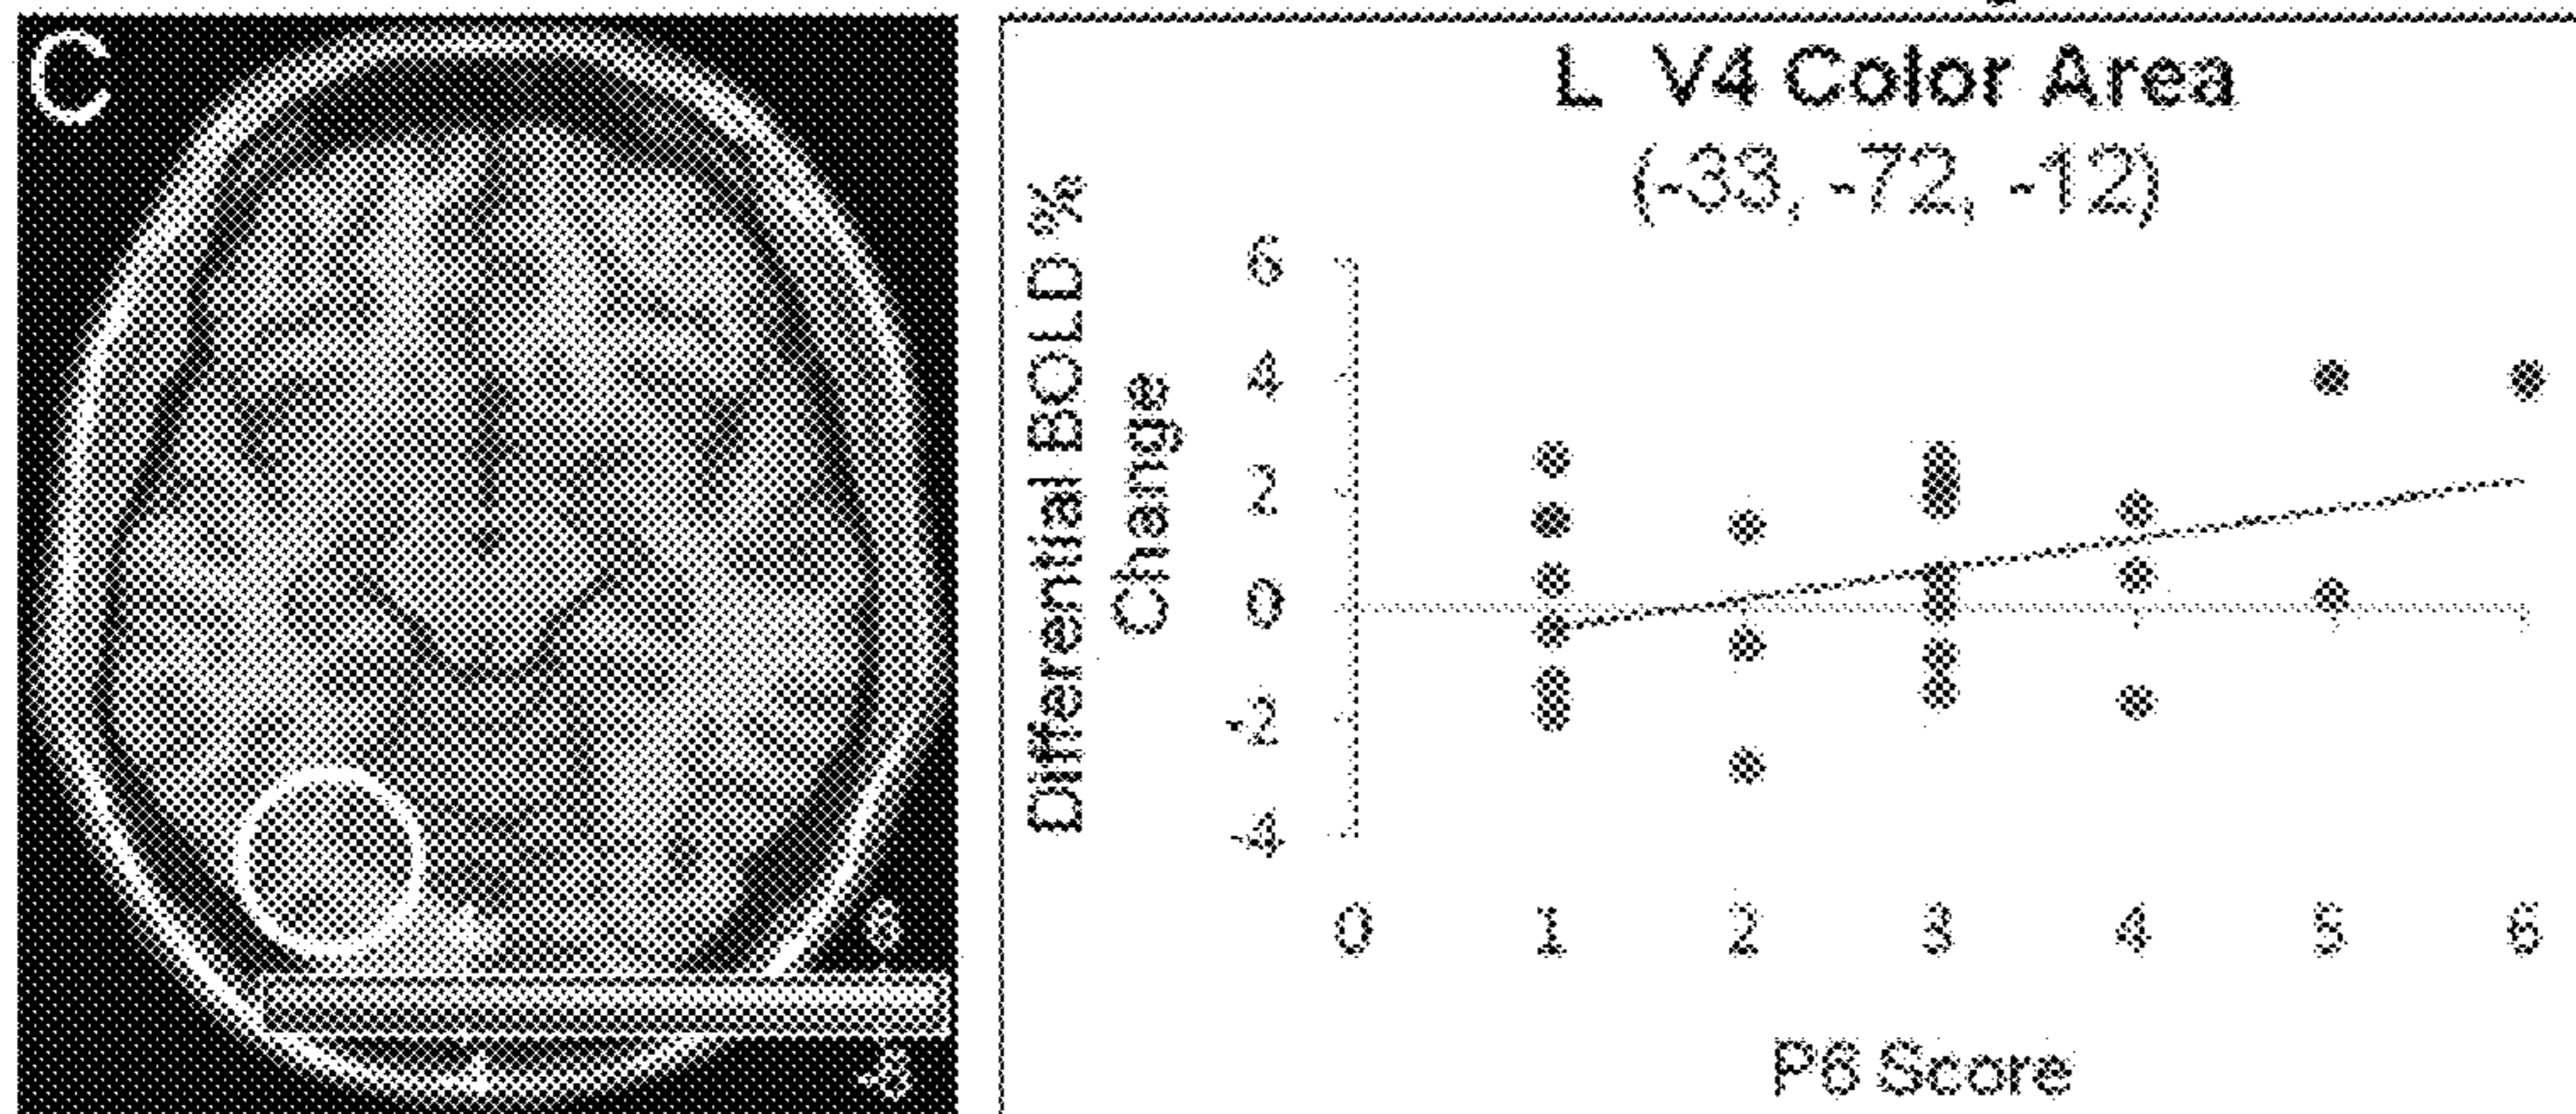 C
L V4 Color Area
(-33, -72, -12)
Differential BOLD %
Change
6
4
2
0
-2
-4
0 1 2 3 4 5 6
P6 Score